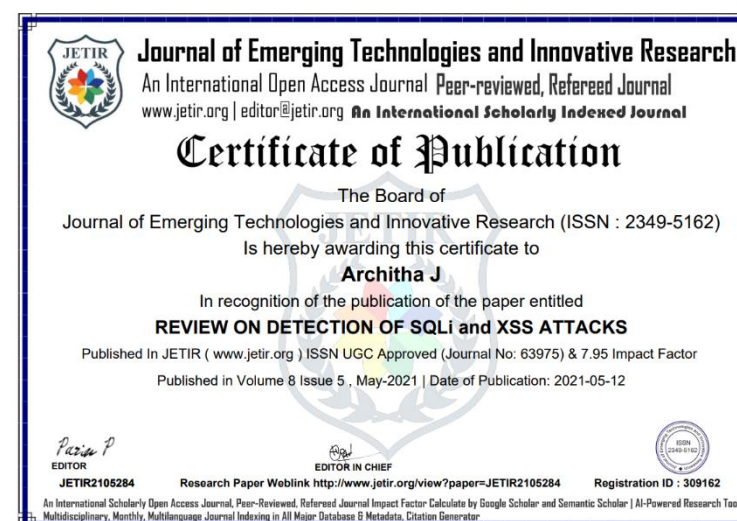 JETIR
Journal of Emerging Technologies and Innovative Research
An International Open Access Journal Peer-reviewed, Refereed Journal
www.jetir.org | editor@jetir.org An International Scholarly Indexed Journal
Certificate of Publication
The Board of
Journal of Emerging Technologies and Innovative Research (ISSN : 2349-5162)
Is hereby awarding this certificate to
Architha J
In recognition of the publication of the paper entitled
REVIEW ON DETECTION OF SQLi and XSS ATTACKS
Published In JETIR ( www.jetir.org ) ISSN UGC Approved (Journal No: 63975) & 7.95 Impact Factor
Published in Volume 8 Issue 5 , May-2021 | Date of Publication: 2021-05-12
JETIR
ISSN
2349-5162
EDITOR
EDITOR IN CHIEF
JETIR2105284
Research Paper Weblink http://www.jetir.org/view?paper=JETIR2105284
Registration ID : 309162
An International Scholarly Open Access Journal, Peer-Reviewed, Refereed Journal Impact Factor Calculate by Google Scholar and Semantic Scholar | AI-Powered Research Too
Multidisciplinary, Monthly, Multilanguage Journal Indexing in All Major Database & Metadata, Citation Generator